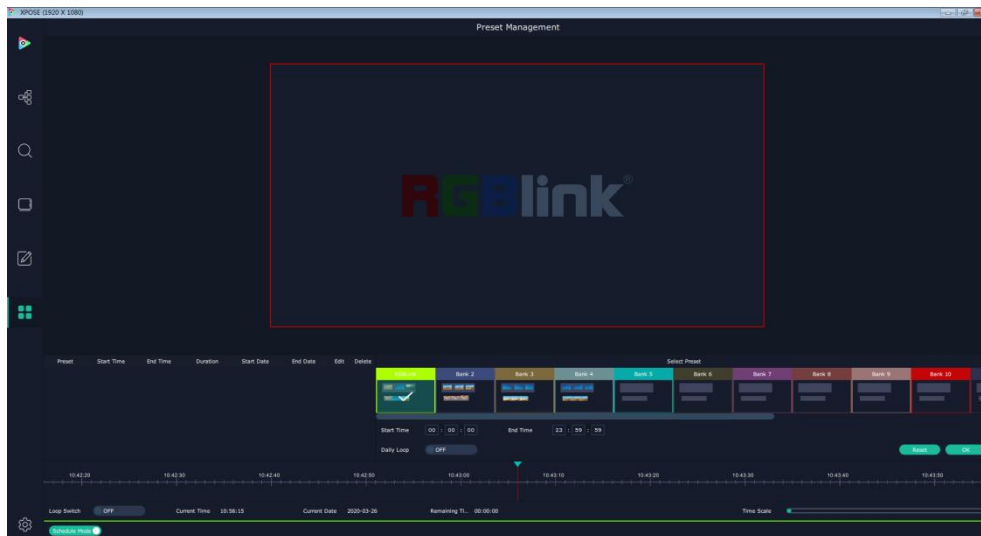 XPOSE (1920 X 1080)
Preset Management
RGBlink®
Preset Start Time End Time Duration Start Date End Date Edit Delete
Select Preset
Bank 2 Bank 3 Bank 4 Bank 5 Bank 6 Bank 7 Bank 8 Bank 9 Bank 10
Start Time 00 : 00 : 00 End Time 23 : 59 : 59
Daily Loop OFF Reset OK
10:42:20 10:42:30 10:42:40 10:42:50 10:43:00 10:43:10 10:43:20 10:43:30 10:43:40 10:43:50
Loop Switch OFF Current Time 10:56:15 Current Date 2020-03-26 Remaining Ti... 00:00:00 Time Scale
Schedule Mode